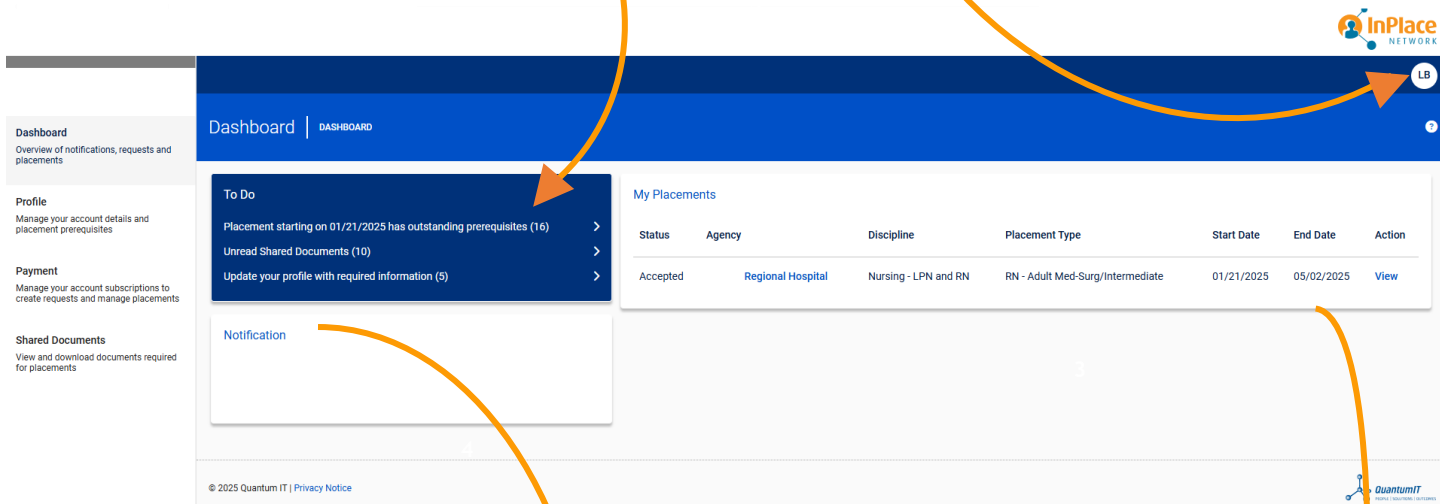 InPlace
NETWORK
LB
Dashboard
Overview of notifications, requests and
placements
Profile
Manage your account details and
placement prerequisites
Payment
Manage your account subscriptions to
create requests and manage placements
Shared Documents
View and download documents required
for placements
Dashboard | DASHBOARD
?
To Do
Placement starting on 01/21/2025 has outstanding prerequisites (16)
Unread Shared Documents (10)
Update your profile with required information (5)
Notification
4
My Placements
Status Agency Discipline Placement Type Start Date End Date Action
Accepted Regional Hospital Nursing - LPN and RN RN - Adult Med-Surg/Intermediate 01/21/2025 05/02/2025 View
3
© 2025 Quantum IT | Privacy Notice
QuantumIT
PEOPLE | SOLUTIONS | OUTCOMES